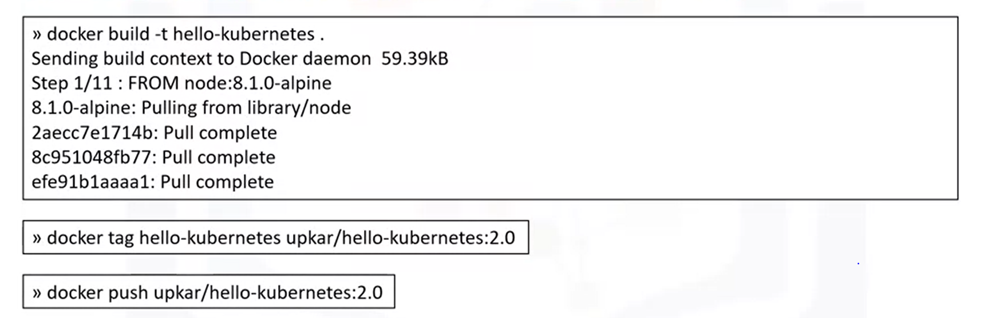 » docker build -t hello-kubernetes .
Sending build context to Docker daemon  59.39kB
Step 1/11 : FROM node:8.1.0-alpine
8.1.0-alpine: Pulling from library/node
2aecc7e1714b: Pull complete
8c951048fb77: Pull complete
efe91b1aaaa1: Pull complete
» docker tag hello-kubernetes upkar/hello-kubernetes:2.0
» docker push upkar/hello-kubernetes:2.0